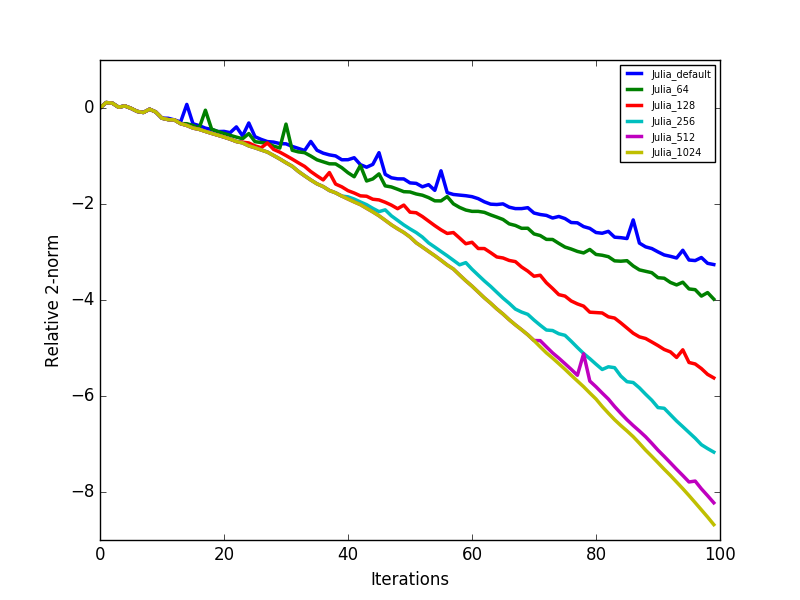 Julia_default
Julia_64
Julia_128
Julia_256
Julia_512
Julia_1024
0
−2
−4
−6
−8
Relative 2-norm
0 20 40 60 80 100
Iterations